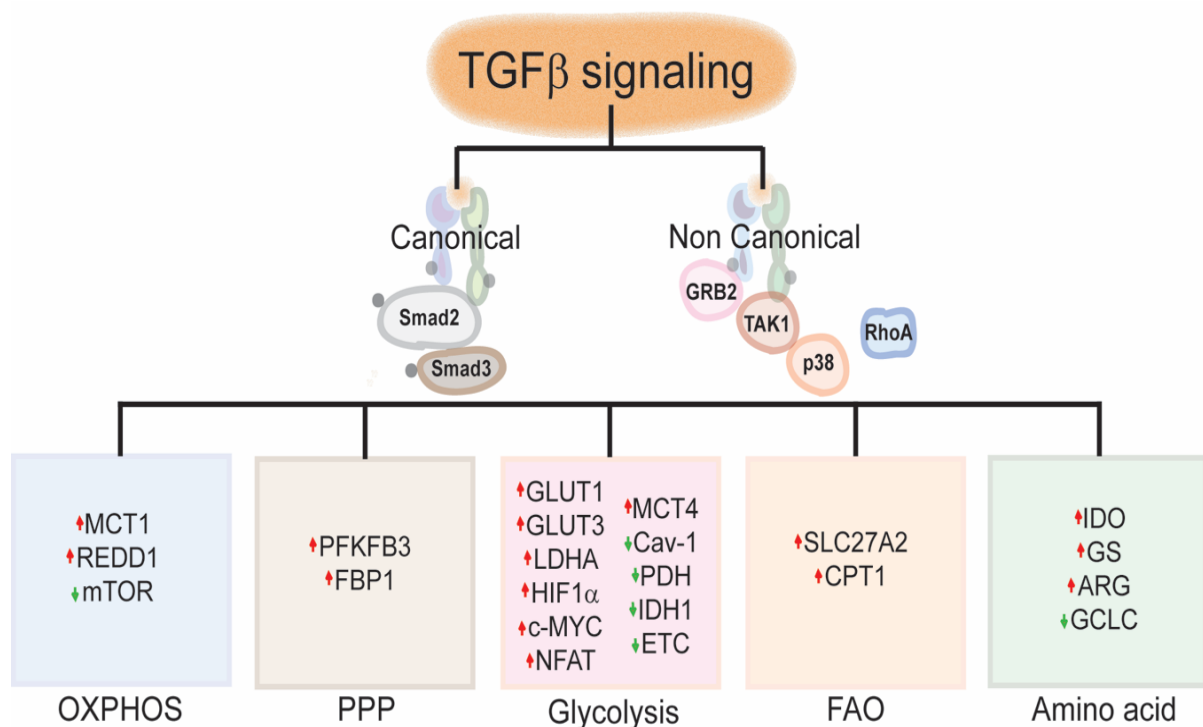 TGFβ signaling
Canonical
Non Canonical
Smad2
Smad3
GRB2
TAK1
p38
RhoA
MCT1
REDD1
mTOR
OXPHOS
PFKFB3
FBP1
PPP
GLUT1
GLUT3
LDHA
HIF1α
c-MYC
NFAT
MCT4
Cav-1
PDH
IDH1
ETC
Glycolysis
SLC27A2
CPT1
FAO
IDO
GS
ARG
GCLC
Amino acid